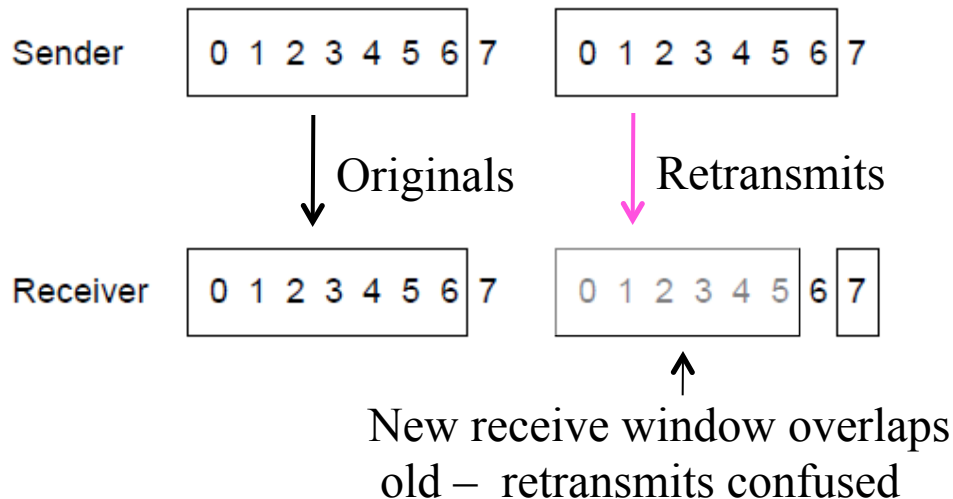 Sender 0 1 2 3 4 5 6 7 0 1 2 3 4 5 6 7
Originals Retransmits
Receiver 0 1 2 3 4 5 6 7 0 1 2 3 4 5 6 7
New receive window overlaps
old – retransmits confused